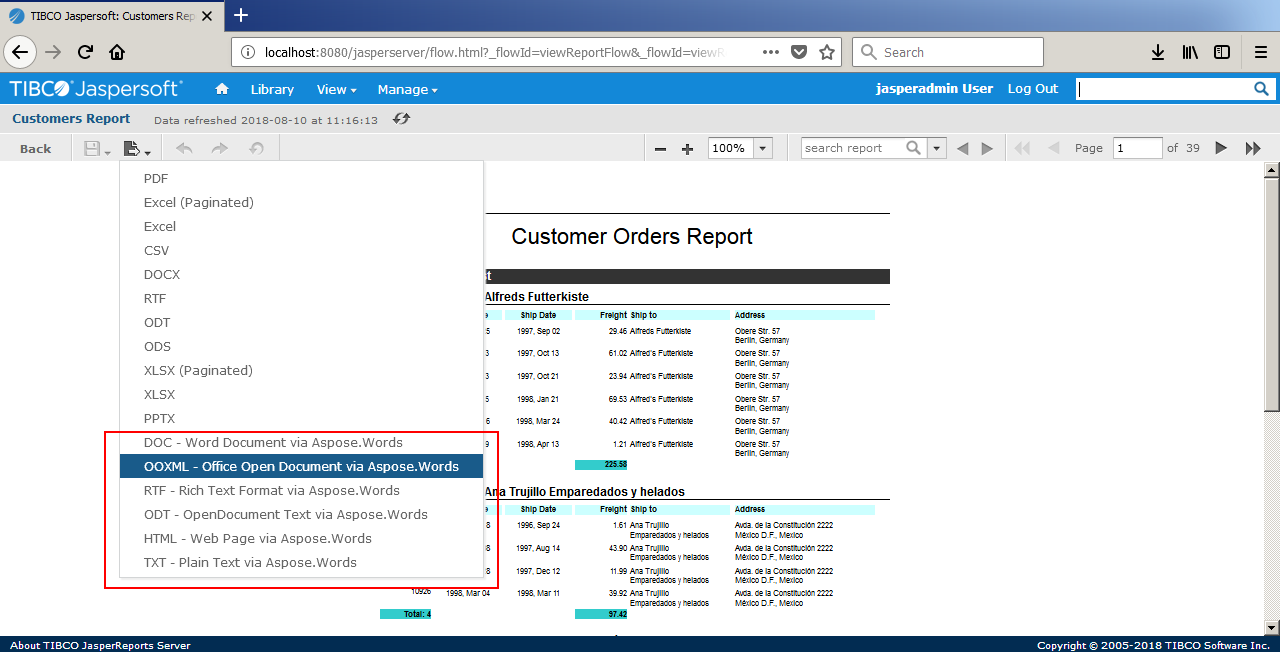 TIBCO Jaspersoft: Customers Rep
localhost:8080/jasperserver/flow.html?_flowId=viewReportFlow&_flowId=viewR
Search
TIBCO Jaspersoft
Library
View
Manage
jasperadmin User
Log Out
Customers Report
Data refreshed 2018-08-10 at 11:16:13
Back
100%
search report
Page 1 of 39
PDF
Excel (Paginated)
Excel
CSV
DOCX
RTF
ODT
ODS
XLSX (Paginated)
XLSX
PPTX
DOC - Word Document via Aspose.Words
OOXML - Office Open Document via Aspose.Words
RTF - Rich Text Format via Aspose.Words
ODT - OpenDocument Text via Aspose.Words
HTML - Web Page via Aspose.Words
TXT - Plain Text via Aspose.Words
Customer Orders Report
Alfreds Futterkiste
Ship Date Freight Ship to Address
5 1997, Sep 02 29.46 Alfreds Futterkiste Obere Str. 57
Berlin, Germany
3 1997, Oct 13 61.02 Alfred's Futterkiste Obere Str. 57
Berlin, Germany
3 1997, Oct 21 23.94 Alfred's Futterkiste Obere Str. 57
Berlin, Germany
5 1998, Jan 21 69.53 Alfred's Futterkiste Obere Str. 57
Berlin, Germany
6 1998, Mar 24 40.42 Alfred's Futterkiste Obere Str. 57
Berlin, Germany
9 1998, Apr 13 1.21 Alfred's Futterkiste Obere Str. 57
Berlin, Germany
225.58
Ana Trujillo Emparedados y helados
Ship Date Freight Ship to Address
8 1996, Sep 24 1.61 Ana Trujillo Avda. de la Constitución 2222
Emparedados y helados México D.F., Mexico
8 1997, Aug 14 43.90 Ana Trujillo Avda. de la Constitución 2222
Emparedados y helados México D.F., Mexico
8 1997, Dec 12 11.99 Ana Trujillo Avda. de la Constitución 2222
Emparedados y helados México D.F., Mexico
10926 1998, Mar 04 1998, Mar 11 39.92 Ana Trujillo Avda. de la Constitución 2222
Emparedados y helados México D.F., Mexico
Total: 4 97.42
About TIBCO JasperReports Server
Copyright © 2005-2018 TIBCO Software Inc.